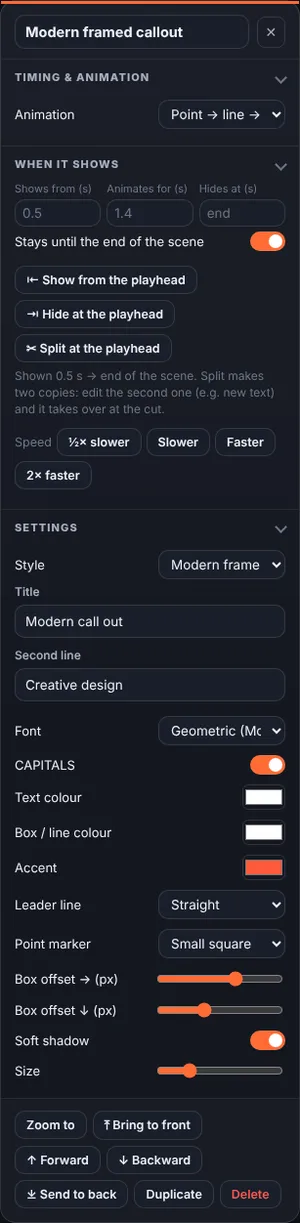 Modern framed callout ✕
TIMING & ANIMATION
Animation Point → line →
WHEN IT SHOWS
Shows from (s) Animates for (s) Hides at (s)
0.5 1.4 end
Stays until the end of the scene
⇤ Show from the playhead
⇥ Hide at the playhead
✂ Split at the playhead
Shown 0.5 s → end of the scene. Split makes
two copies: edit the second one (e.g. new text)
and it takes over at the cut.
Speed ½× slower Slower Faster
2× faster
SETTINGS
Style Modern frame
Title
Modern call out
Second line
Creative design
Font Geometric (Mo
CAPITALS
Text colour
Box / line colour
Accent
Leader line Straight
Point marker Small square
Box offset → (px)
Box offset ↓ (px)
Soft shadow
Size
Zoom to ⤒ Bring to front
↑ Forward ↓ Backward
⤓ Send to back Duplicate Delete